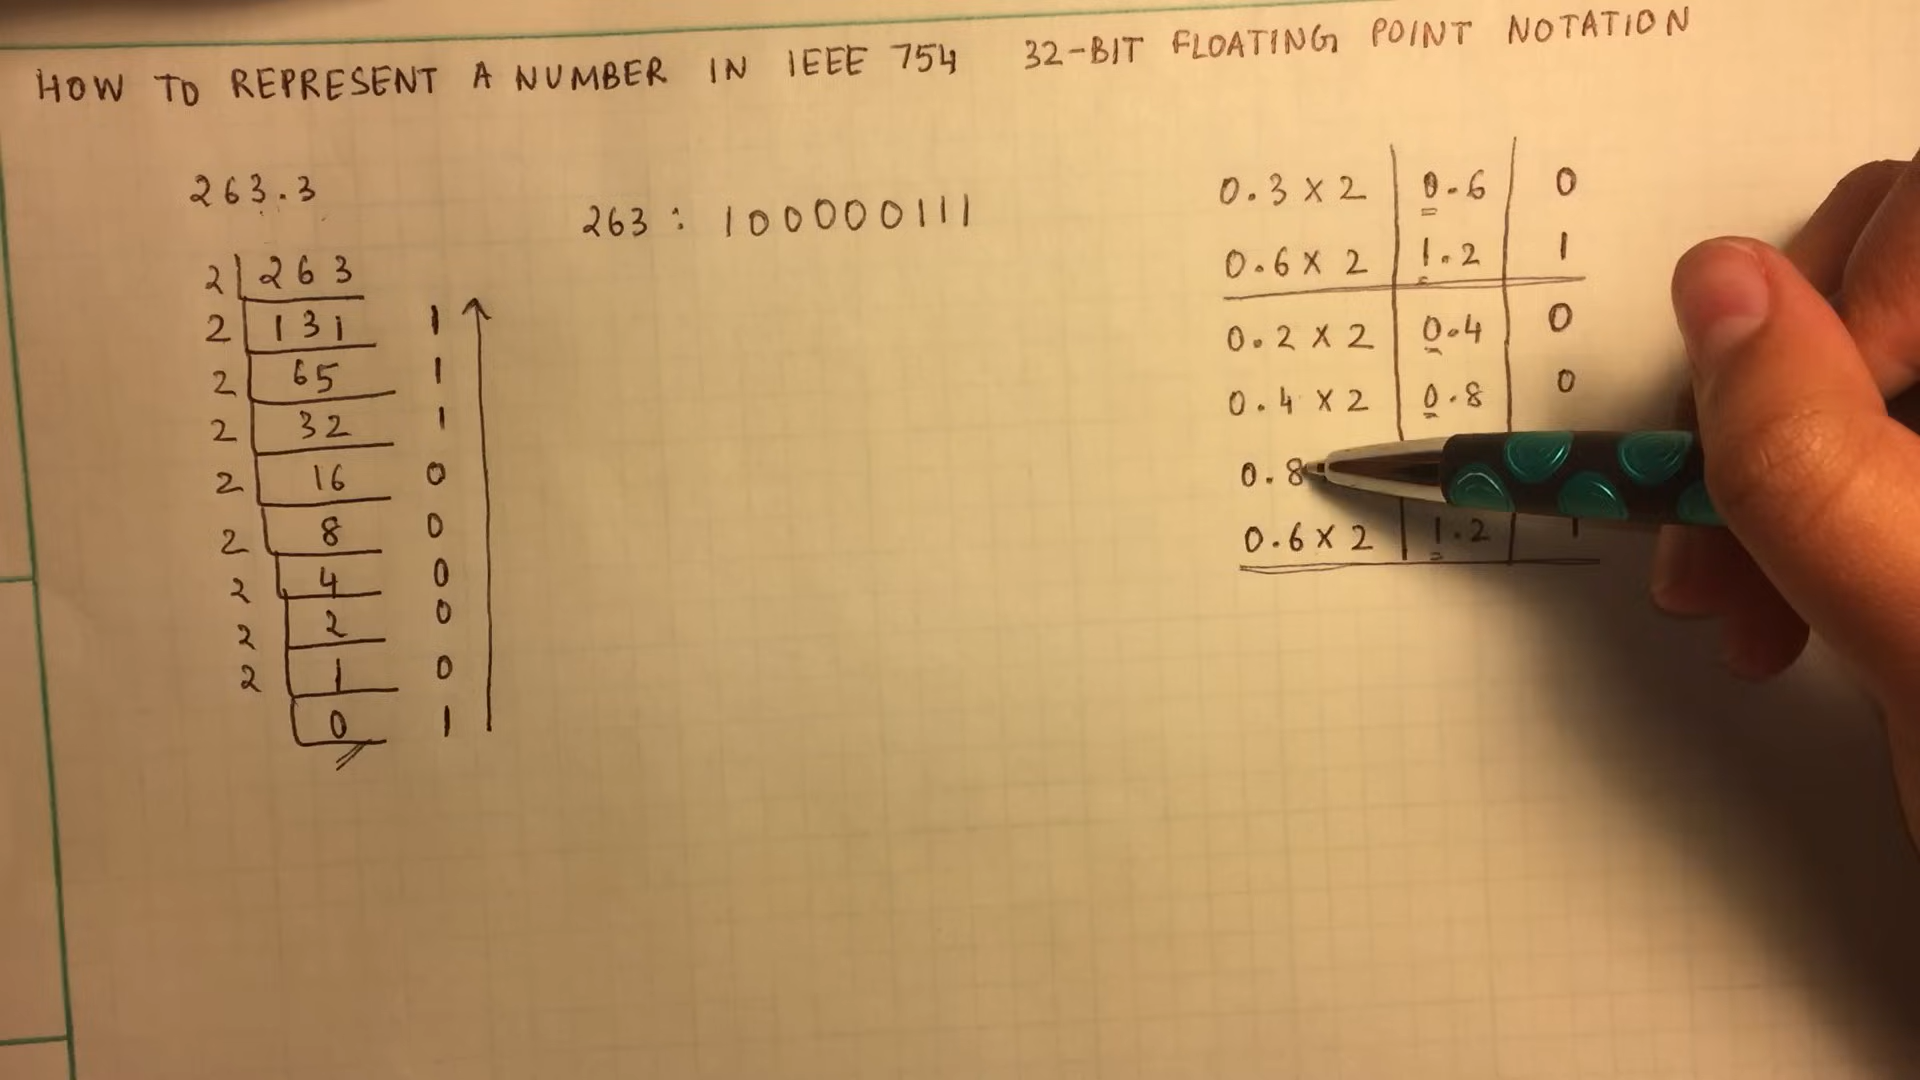 HOW TO REPRESENT A NUMBER IN IEEE 754 32-BIT FLOATING POINT NOTATION
263.3
263 : 100000111
2 263
2 131 1
2 65 1
2 32 1
2 16 0
2 8 0
2 4 0
2 2 0
2 1 0
0 1
0.3 x 2 0.6 0
0.6 x 2 1.2 1
0.2 x 2 0.4 0
0.4 x 2 0.8 0
0.8
0.6 x 2 1.2 1